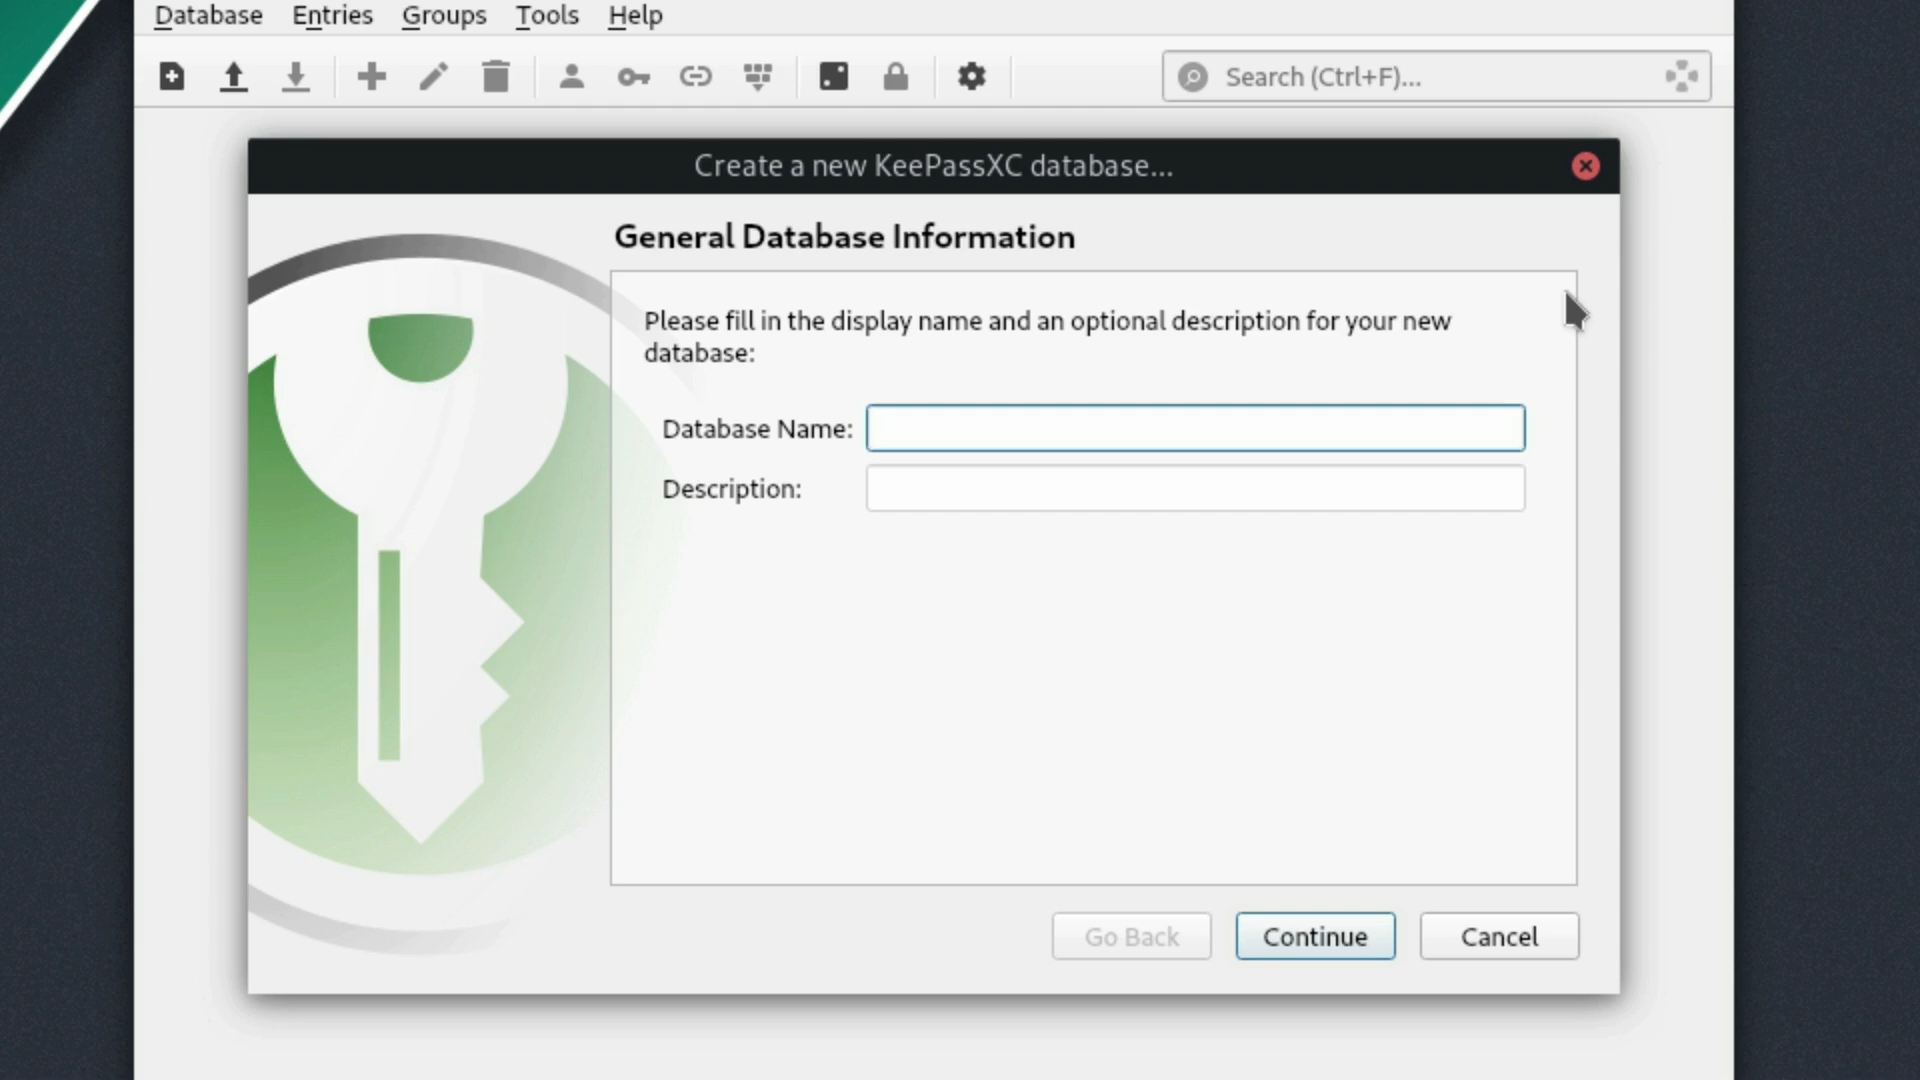 Database Entries Groups Tools Help
Search (Ctrl+F)...
Create a new KeePassXC database...
General Database Information
Please fill in the display name and an optional description for your new
database:
Database Name:
Description:
Go Back Continue Cancel